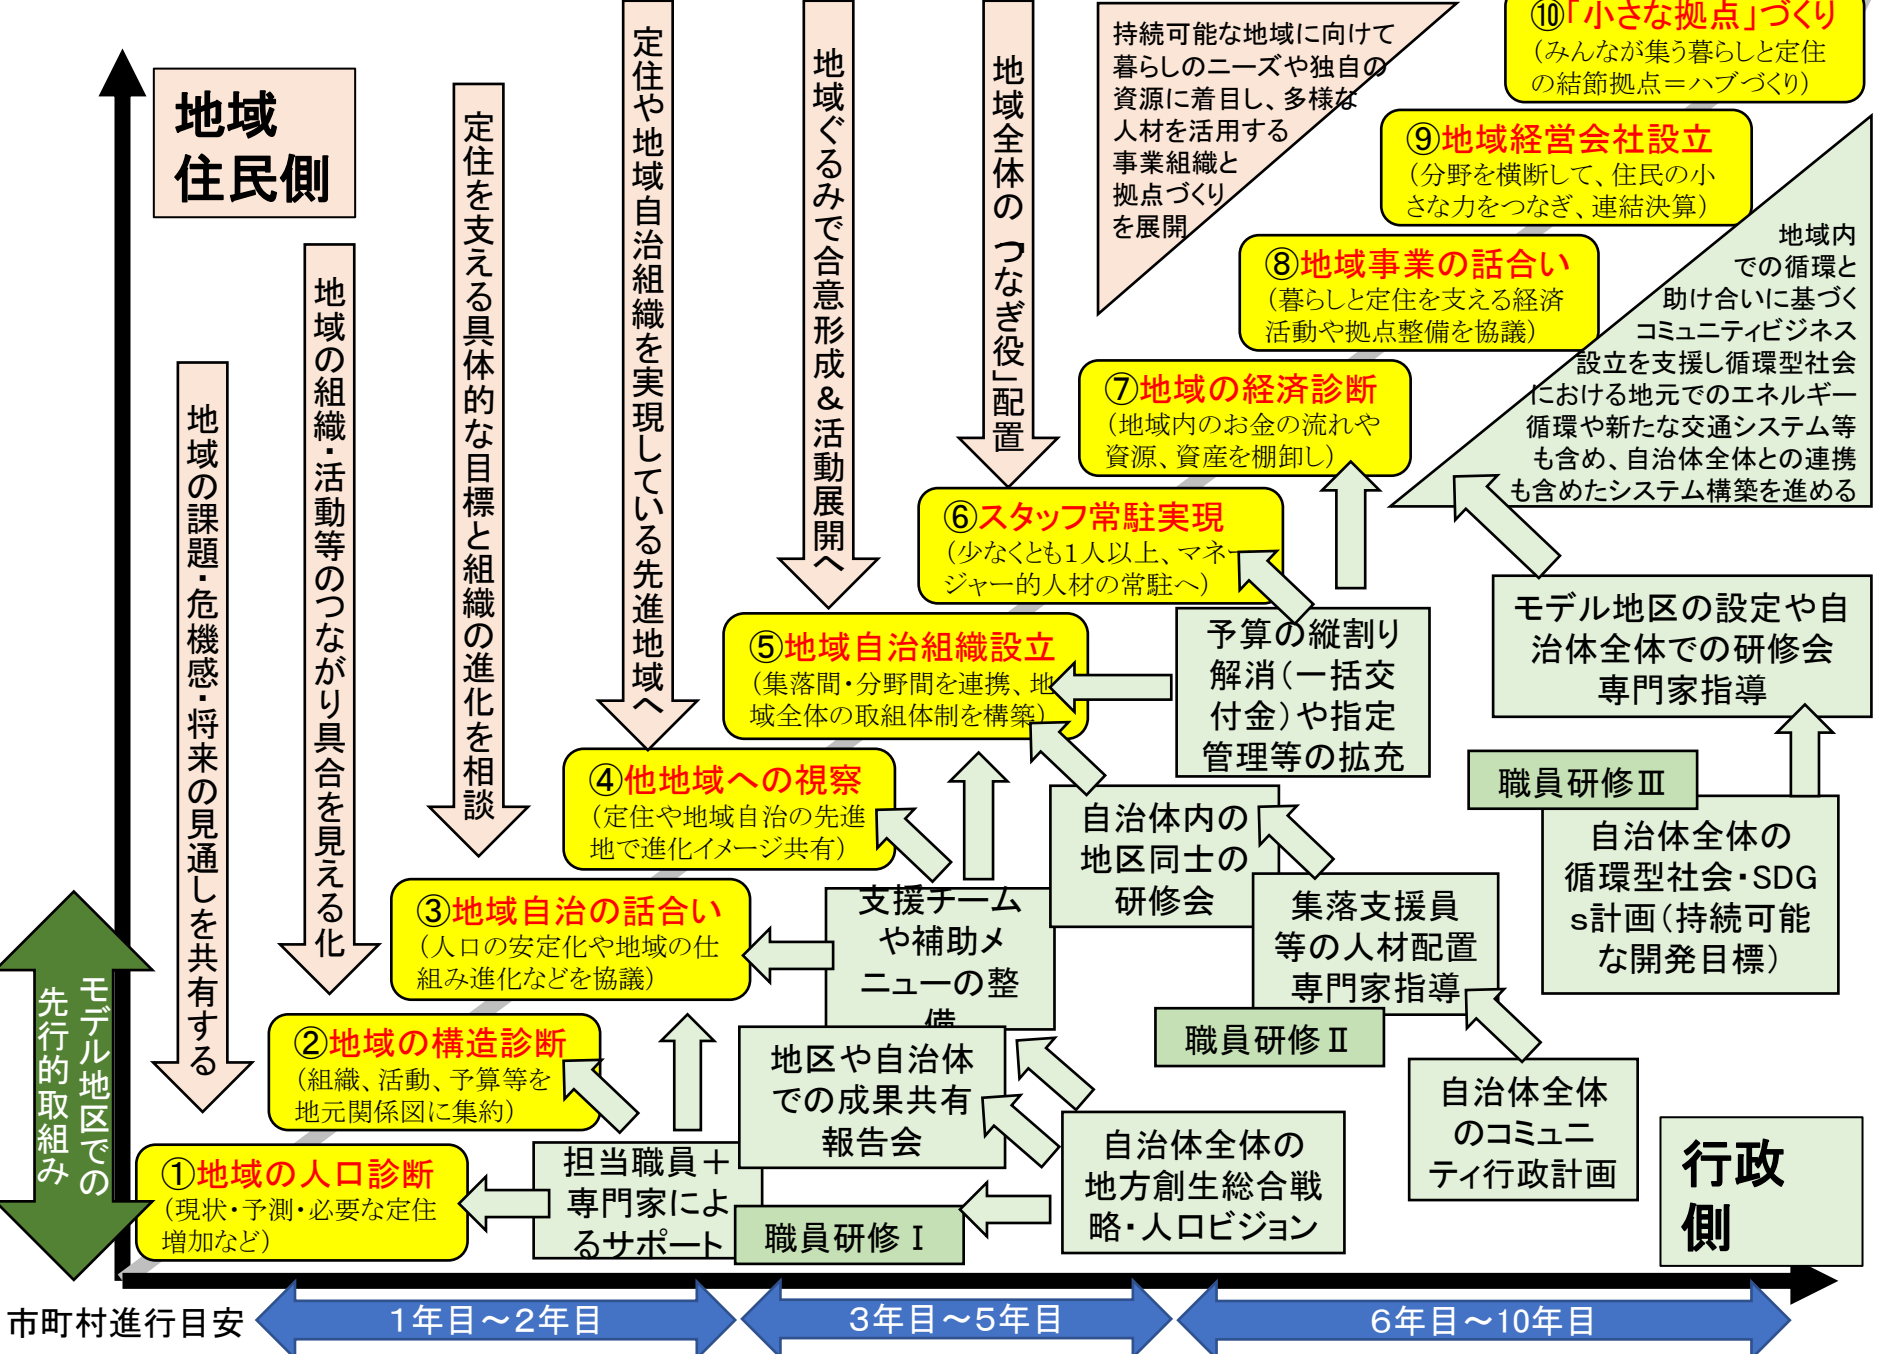 地域
住民側
地域の課題・危機感・将来の見通しを共有する
地域の組織・活動等のつながり具合を見える化
定住を支える具体的な目標と組織の進化を相談
定住や地域自治組織を実現している先進地域へ
地域ぐるみで合意形成＆活動展開へ
地域全体の「つなぎ役」配置
持続可能な地域に向けて
暮らしのニーズや独自の
資源に着目し、多様な
人材を活用する
事業組織と
拠点づくり
を展開
⑩「小さな拠点」づくり
（みんなが集う暮らしと定住
の結節拠点＝ハブづくり）
⑨地域経営会社設立
（分野を横断して、住民の小
さな力をつなぎ、連結決算）
⑧地域事業の話合い
（暮らしと定住を支える経済
活動や拠点整備を協議）
⑦地域の経済診断
（地域内のお金の流れや
資源、資産を棚卸し）
⑥スタッフ常駐実現
（少なくとも１人以上、マネー
ジャー的人材の常駐へ）
⑤地域自治組織設立
（集落間・分野間を連携、地
域全体の取組体制を構築）
④他地域への視察
（定住や地域自治の先進
地で進化イメージ共有）
③地域自治の話合い
（人口の安定化や地域の仕
組み進化などを協議）
②地域の構造診断
（組織、活動、予算等を
地元関係図に集約）
①地域の人口診断
（現状・予測・必要な定住
増加など）
地域内
での循環と
助け合いに基づく
コミュニティビジネス
設立を支援し循環型社会
における地元でのエネルギー
循環や新たな交通システム等
も含め、自治体全体との連携
も含めたシステム構築を進める
モデル地区の設定や自
治体全体での研修会
専門家指導
予算の縦割り
解消（一括交
付金）や指定
管理等の拡充
職員研修Ⅲ
自治体全体の
循環型社会・SDG
s計画（持続可能
な開発目標）
自治体内の
地区同士の
研修会
集落支援員
等の人材配置
専門家指導
職員研修Ⅱ
支援チーム
や補助メ
ニューの整
備
地区や自治体
での成果共有
報告会
自治体全体
のコミュニ
ティ行政計画
担当職員＋
専門家によ
るサポート
職員研修Ⅰ
自治体全体の
地方創生総合戦
略・人口ビジョン
行政
側
モデル地区での
先行的取組み
市町村進行目安
１年目～２年目
３年目～５年目
６年目～10年目